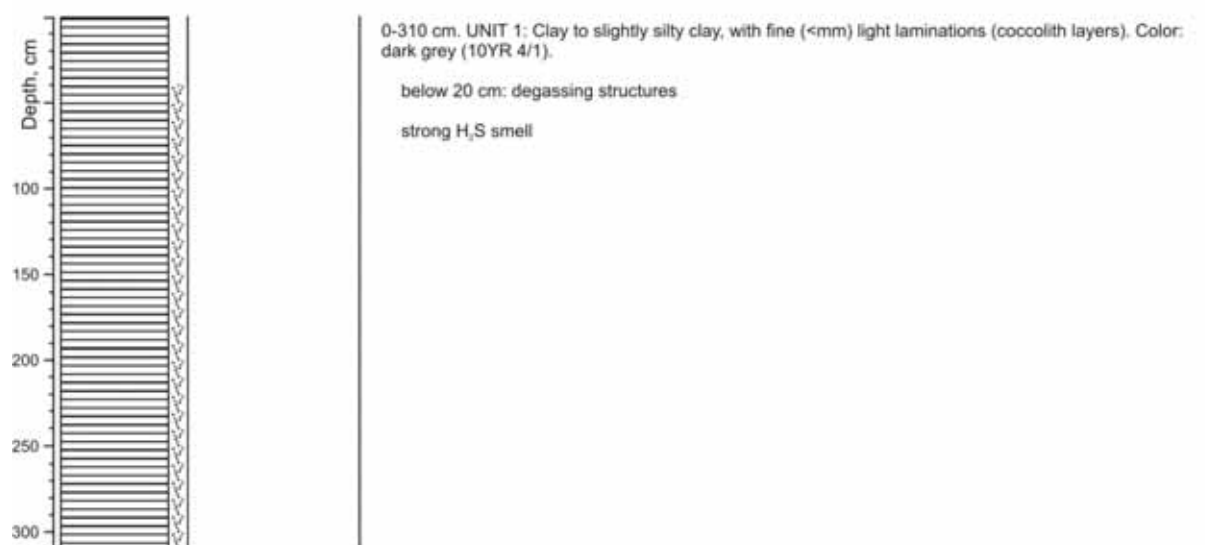 0-310 cm. UNIT 1: Clay to slightly silty clay, with fine (<mm) light laminations (coccolith layers). Color:
dark grey (10YR 4/1).
below 20 cm: degassing structures
strong H₂S smell
Depth, cm
100
150
200
250
300